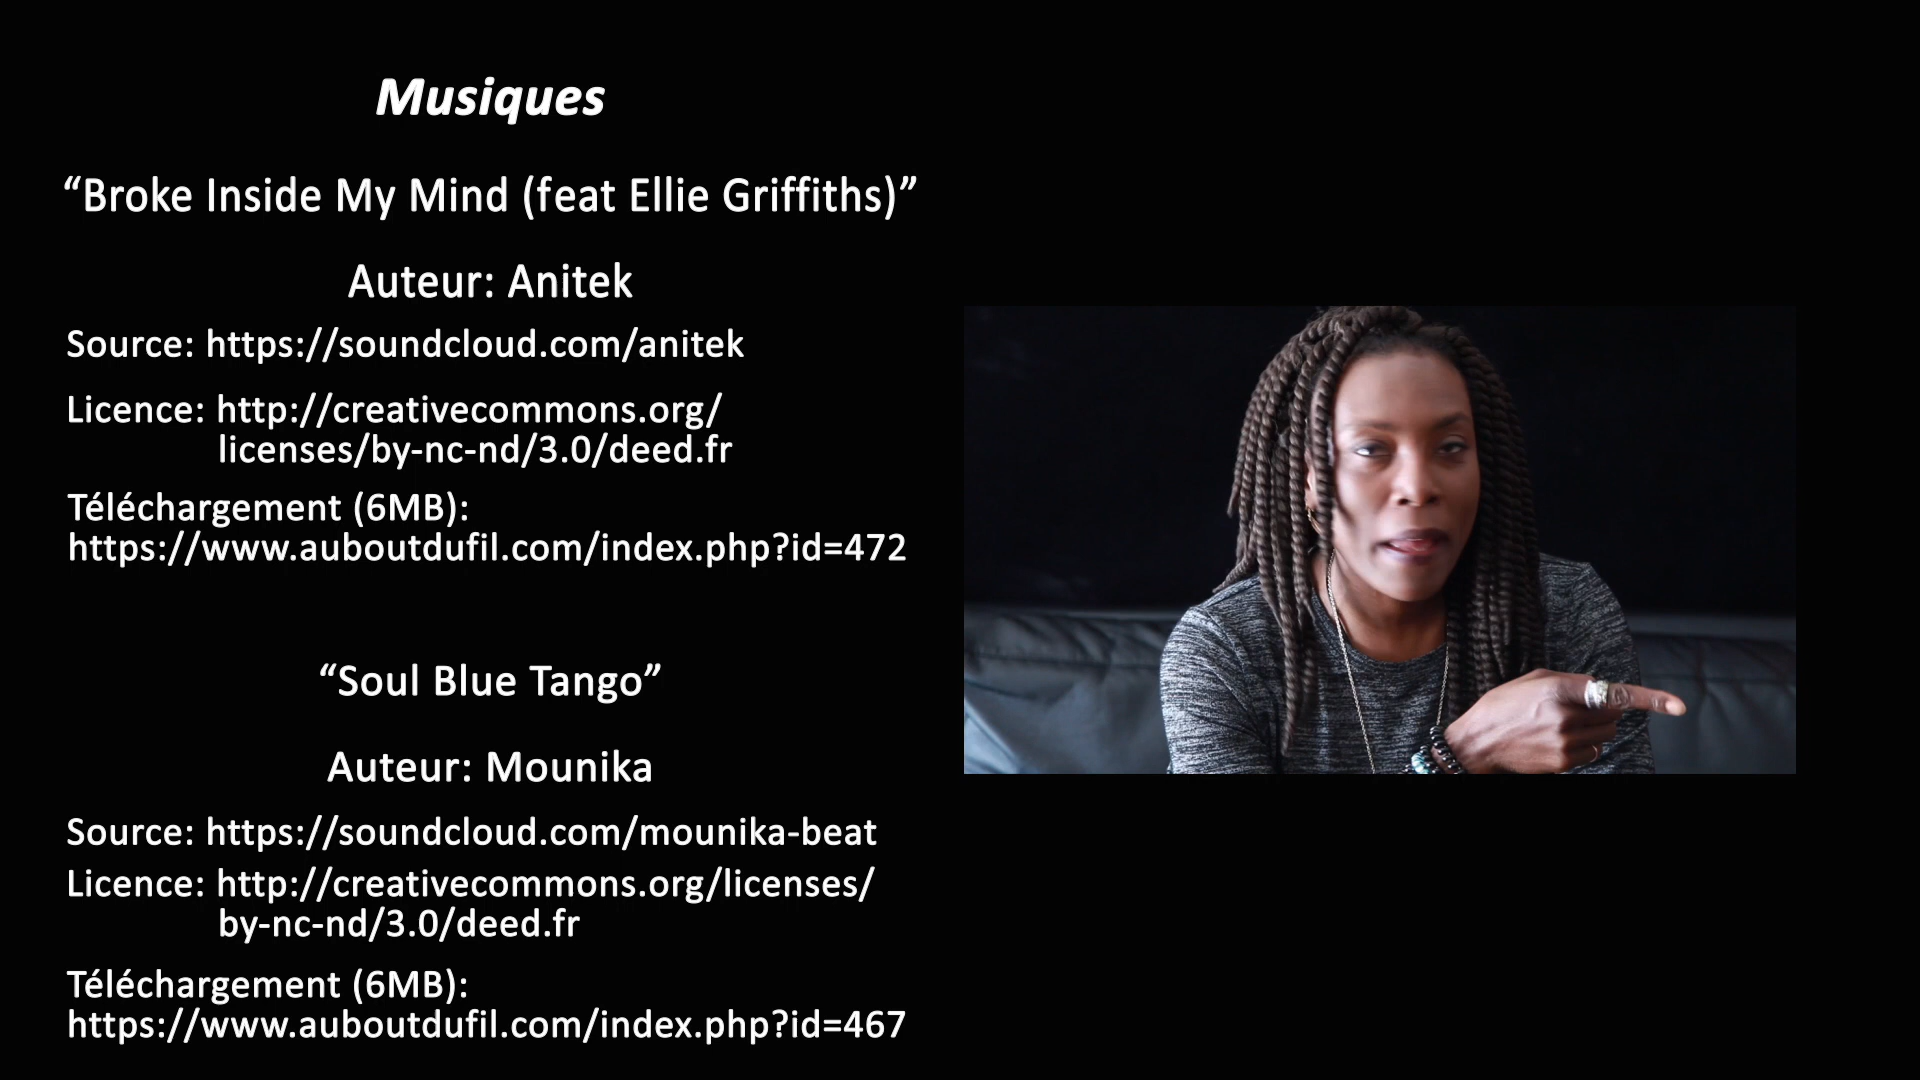 Musiques
“Broke Inside My Mind (feat Ellie Griffiths)”
Auteur: Anitek
Source: https://soundcloud.com/anitek
Licence: http://creativecommons.org/
licenses/by-nc-nd/3.0/deed.fr
Téléchargement (6MB):
https://www.auboutdufil.com/index.php?id=472
“Soul Blue Tango”
Auteur: Mounika
Source: https://soundcloud.com/mounika-beat
Licence: http://creativecommons.org/licenses/
by-nc-nd/3.0/deed.fr
Téléchargement (6MB):
https://www.auboutdufil.com/index.php?id=467